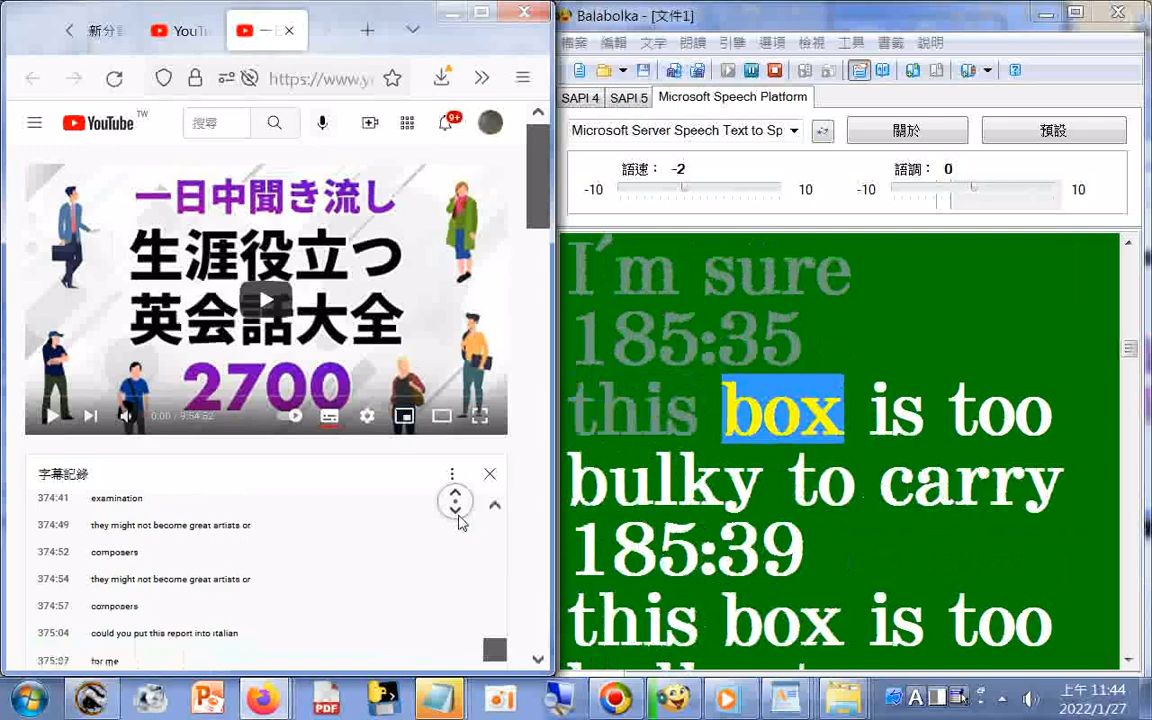 新分
YouT
一 E
https://www.y
YouTube TW
搜尋
9+
一日中聞き流し
生涯役立つ
英会話大全
2700
0:00 / 9:54:52
字幕記錄
374:41 examination
374:49 they might not become great artists or
374:52 composers
374:54 they might not become great artists or
374:57 composers
375:04 could you put this report into italian
375:07 for me
Balabolka - [文件1]
檔案 編輯 文字 朗讀 引擎 選項 檢視 工具 書籤 說明
SAPI 4 SAPI 5 Microsoft Speech Platform
Microsoft Server Speech Text to Sp 關於 預設
語速： -2 語調： 0
-10 10 -10 10
I'm sure
185:35
this box is too
bulky to carry
185:39
this box is too
PDF
A
上午 11:44
2022/1/27